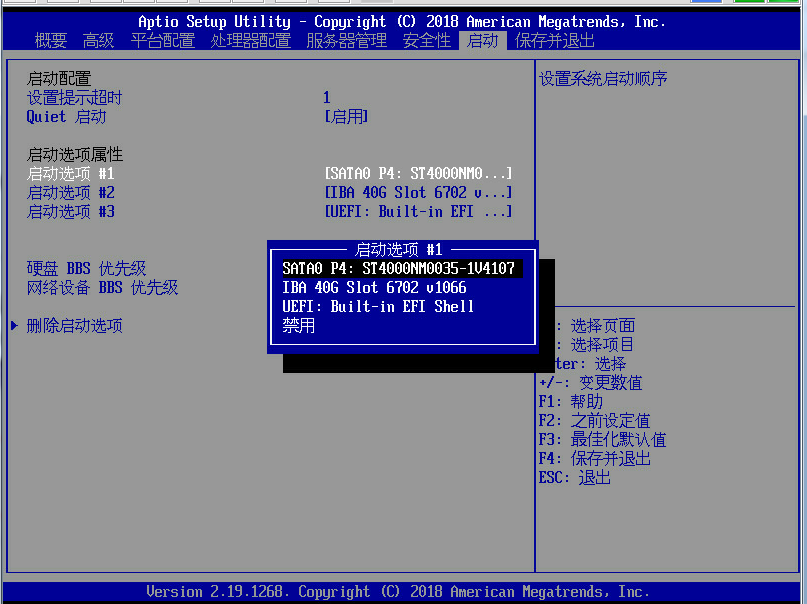 Aptio Setup Utility - Copyright (C) 2018 American Megatrends, Inc.
概要 高级 平台配置 处理器配置 服务器管理 安全性 启动 保存并退出
启动配置
设置提示超时 1
Quiet 启动 [启用]
启动选项属性
启动选项 #1 [SATA0 P4: ST4000NM0...]
启动选项 #2 [IBA 40G Slot 6702 v...]
启动选项 #3 [UEFI: Built-in EFI ...]
硬盘 BBS 优先级
网络设备 BBS 优先级
删除启动选项
启动选项 #1
SATA0 P4: ST4000NM0035-1V4107
IBA 40G Slot 6702 v1066
UEFI: Built-in EFI Shell
禁用
设置系统启动顺序
: 选择页面
: 选择项目
ter: 选择
+/-: 变更数值
F1: 帮助
F2: 之前设定值
F3: 最佳化默认值
F4: 保存并退出
ESC: 退出
Version 2.19.1268. Copyright (C) 2018 American Megatrends, Inc.